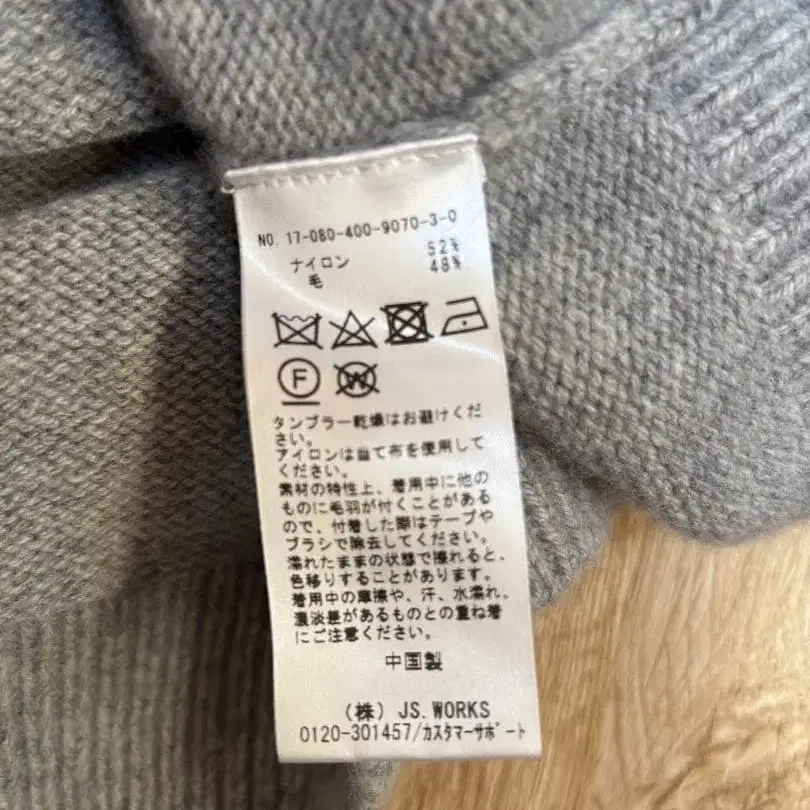 NO. 17-080-400-9070-3-0
ナイロン 52%
毛 48%
F W
タンブラー乾燥はお避けくだ
さい。
アイロンは当て布を使用して
ください。
素材の特性上、着用中に他の
ものに毛羽が付くことがある
ので、付着した際はテープや
ブラシで除去してください。
濡れたままの状態で擦れると、
色移りすることがあります。
着用中の摩擦や、汗、水濡れ、
濃淡差があるものとの重ね着
にご注意ください。
中国製
(株) JS.WORKS
0120-301457/カスタマーサポート